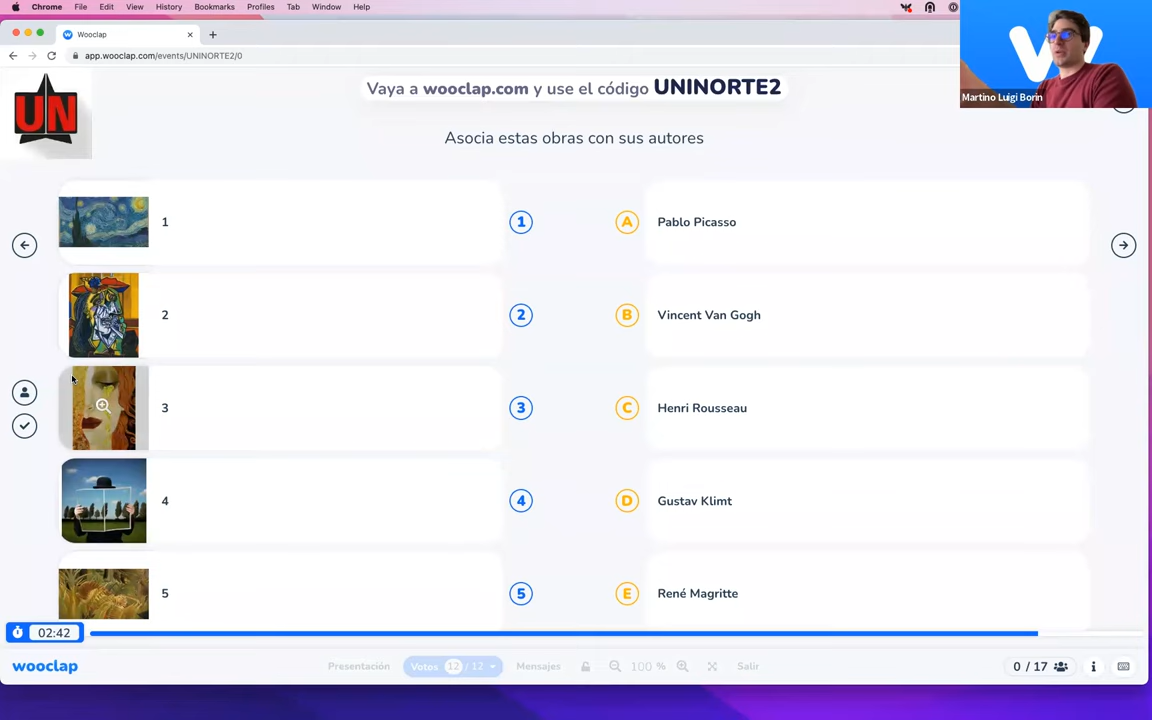 Chrome File Edit View History Bookmarks Profiles Tab Window Help
Wooclap
app.wooclap.com/events/UNINORTE2/0
UN
Vaya a wooclap.com y use el código UNINORTE2
Martino Luigi Borin
Asocia estas obras con sus autores
1 1 A Pablo Picasso
2 2 B Vincent Van Gogh
3 3 C Henri Rousseau
4 4 D Gustav Klimt
5 5 E René Magritte
02:42
wooclap Presentación Votos 12 / 12 Mensajes 100 % Salir 0 / 17